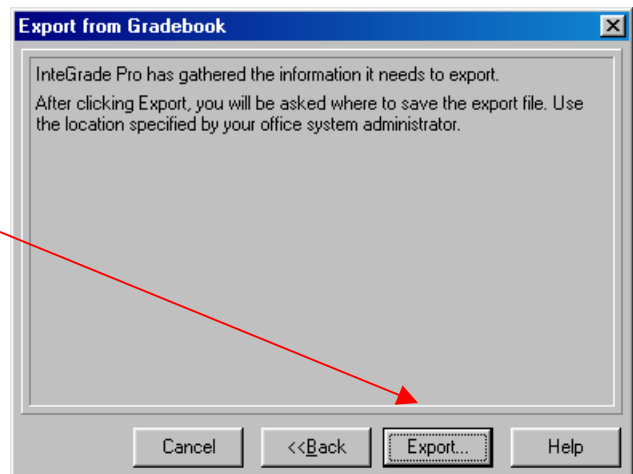 Export from Gradebook
InteGrade Pro has gathered the information it needs to export.
After clicking Export, you will be asked where to save the export file. Use
the location specified by your office system administrator.
Cancel
<<Back
Export...
Help